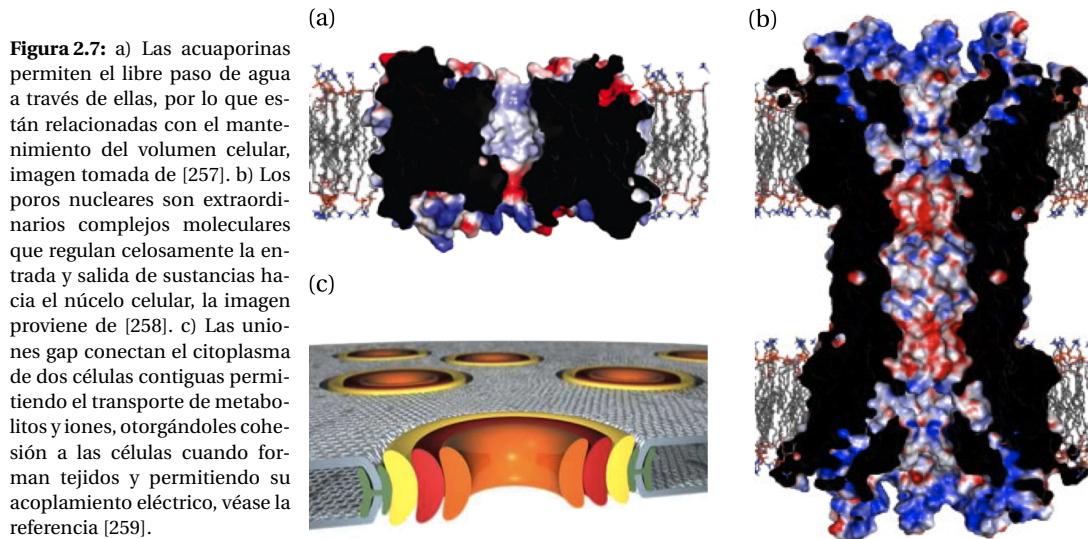 Figura 2.7: a) Las acuaporinas
permiten el libre paso de agua
a través de ellas, por lo que es-
tán relacionadas con el mante-
nimiento del volumen celular,
imagen tomada de [257]. b) Los
poros nucleares son extraordi-
narios complejos moleculares
que regulan celosamente la en-
trada y salida de sustancias ha-
cia el núcelo celular, la imagen
proviene de [258]. c) Las unio-
nes gap conectan el citoplasma
de dos células contiguas permi-
tiendo el transporte de metabo-
litos y iones, otorgándoles cohe-
sión a las células cuando for-
man tejidos y permitiendo su
acoplamiento eléctrico, véase la
referencia [259].
(a)
(c)
(b)